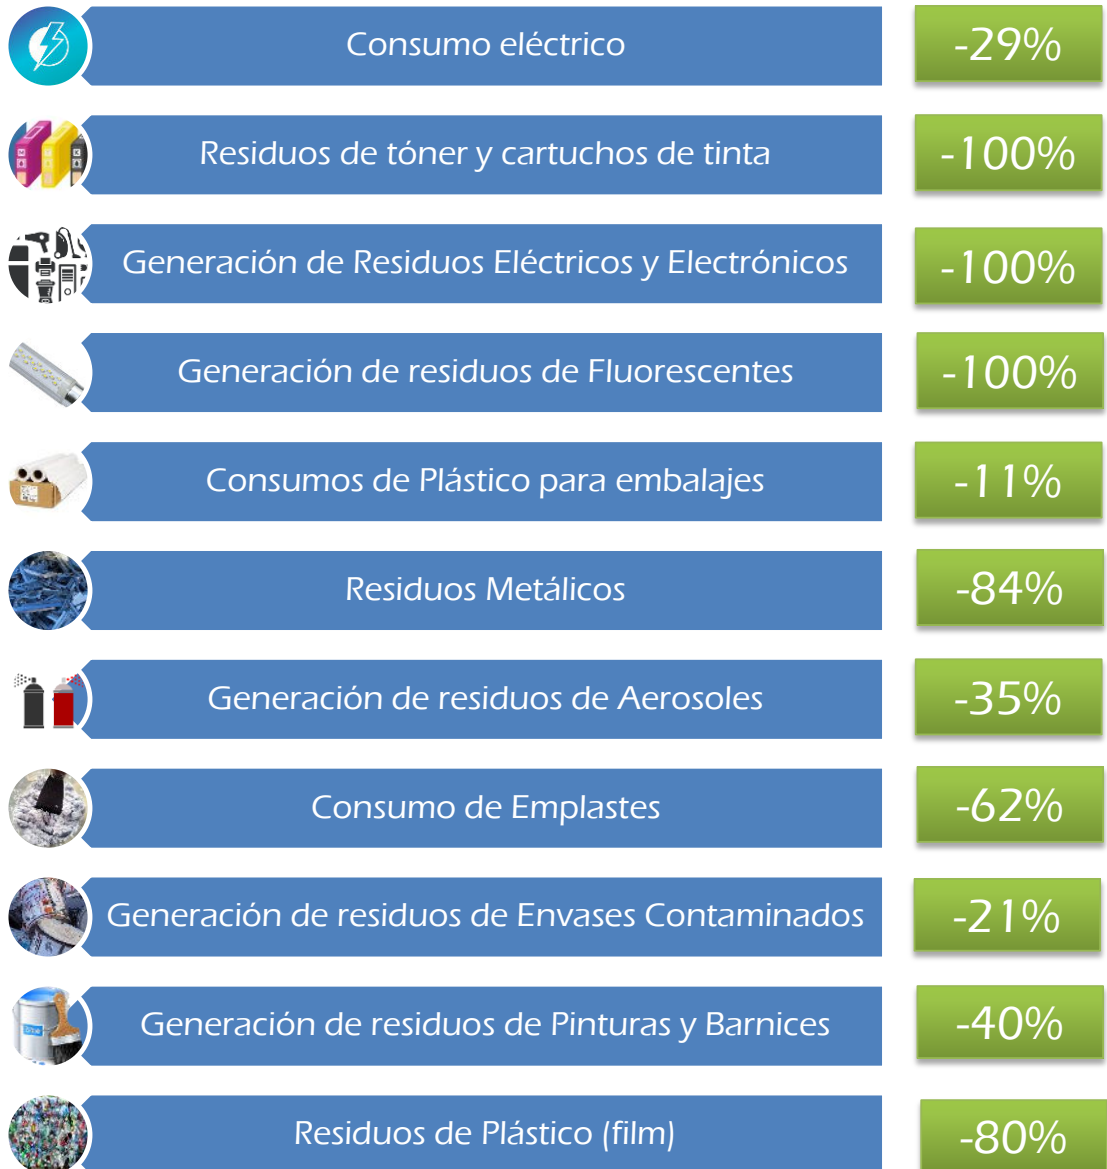 Consumo eléctrico
-29%
Residuos de tóner y cartuchos de tinta
-100%
Generación de Residuos Eléctricos y Electrónicos
-100%
Generación de residuos de Fluorescentes
-100%
Consumos de Plástico para embalajes
-11%
Residuos Metálicos
-84%
Generación de residuos de Aerosoles
-35%
Consumo de Emplastes
-62%
Generación de residuos de Envases Contaminados
-21%
Generación de residuos de Pinturas y Barnices
-40%
Residuos de Plástico (film)
-80%